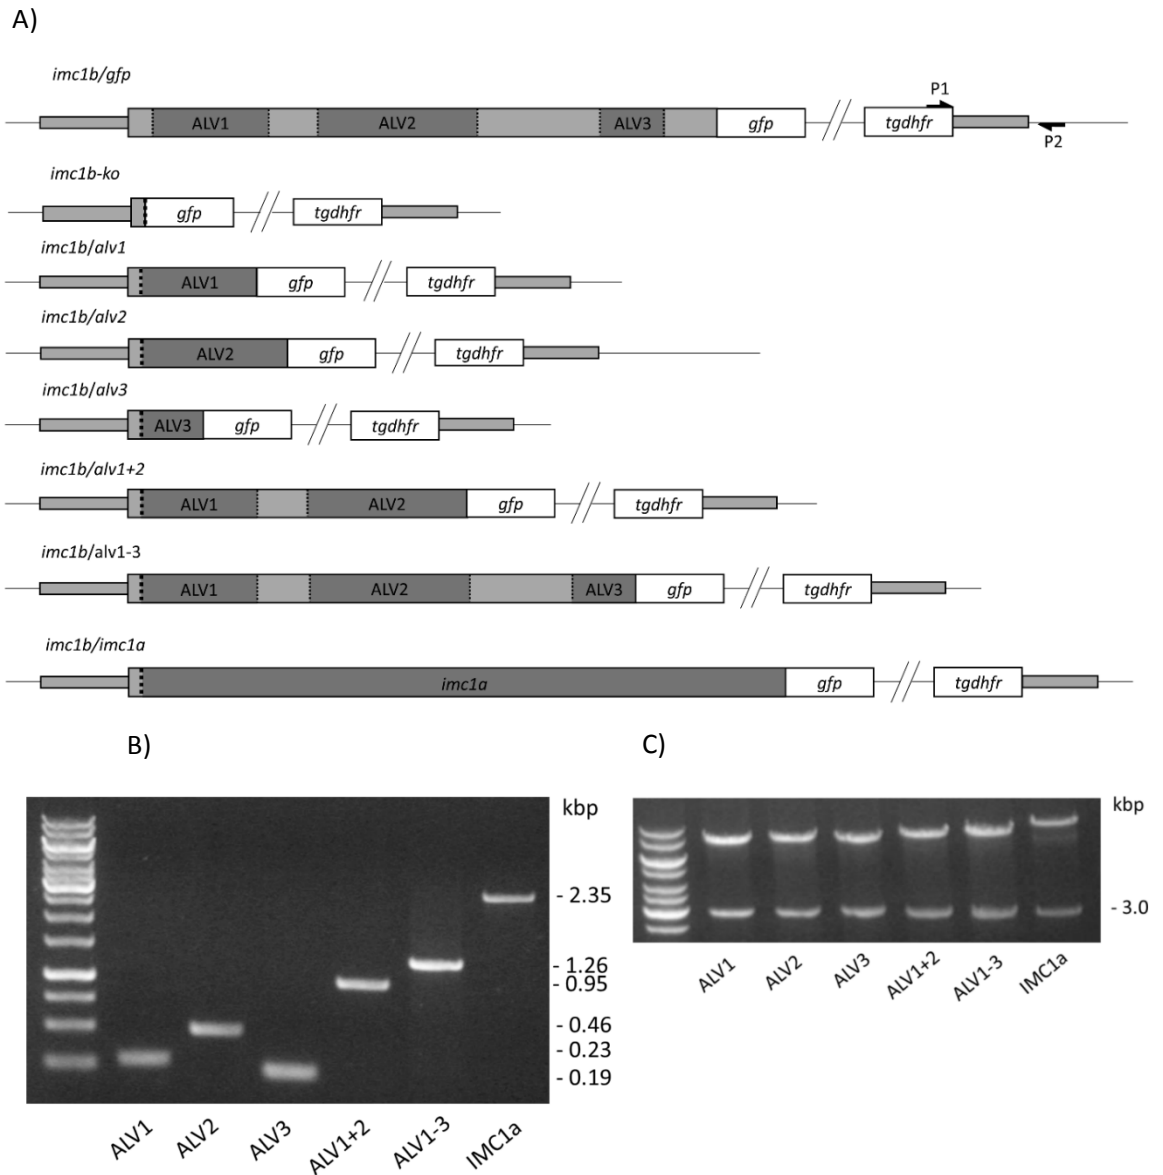 A)
imc1b/gfp
P1
ALV1 ALV2 ALV3 gfp tgdhfr
P2
imc1b-ko
gfp tgdhfr
imc1b/alv1
ALV1 gfp tgdhfr
imc1b/alv2
ALV2 gfp tgdhfr
imc1b/alv3
ALV3 gfp tgdhfr
imc1b/alv1+2
ALV1 ALV2 gfp tgdhfr
imc1b/alv1-3
ALV1 ALV2 ALV3 gfp tgdhfr
imc1b/imc1a
imc1a gfp tgdhfr
B)
kbp
- 2.35
- 1.26
- 0.95
- 0.46
- 0.23
- 0.19
ALV1 ALV2 ALV3 ALV1+2 ALV1-3 IMC1a
C)
kbp
- 3.0
ALV1 ALV2 ALV3 ALV1+2 ALV1-3 IMC1a